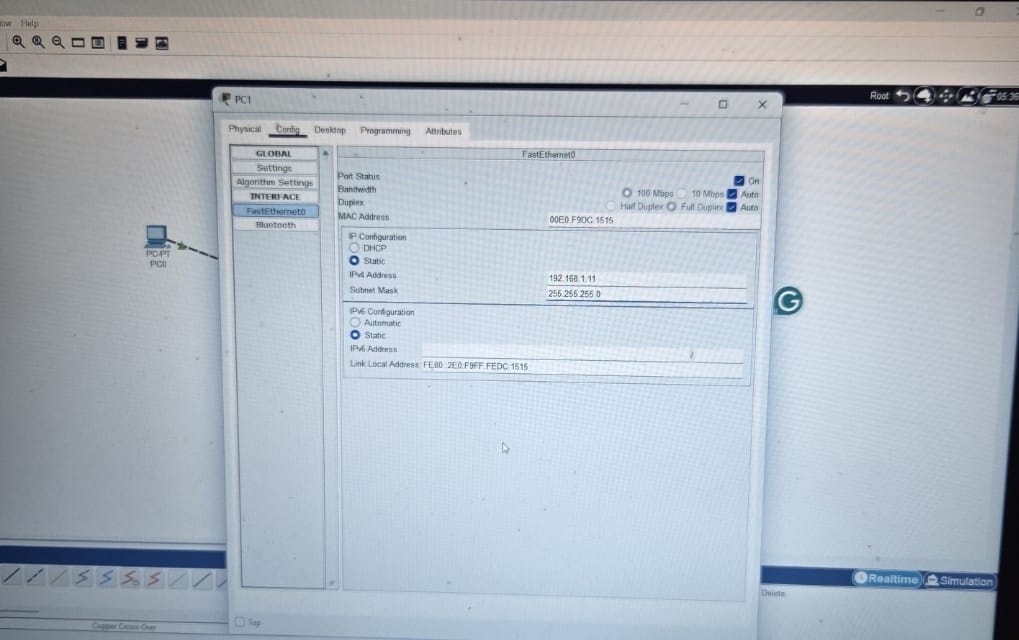 ow Help
Root 05:36
PC1
Physical Config Desktop Programming Attributes
GLOBAL
Settings
Algorithm Settings
INTERFACE
FastEthernet0
Bluetooth
FastEthernet0
Port Status On
Bandwidth 100 Mbps 10 Mbps Auto
Duplex Half Duplex Full Duplex Auto
MAC Address 00E0.F9DC.1515
IP Configuration
DHCP
Static
IPv4 Address 192.168.1.11
Subnet Mask 255.255.255.0
IPv6 Configuration
Automatic
Static
IPv6 Address /
Link Local Address: FE80::2E0:F9FF:FEDC:1515
Top
PC-PT
PC0
G
Realtime Simulation
Delete
Copper Cross-Over